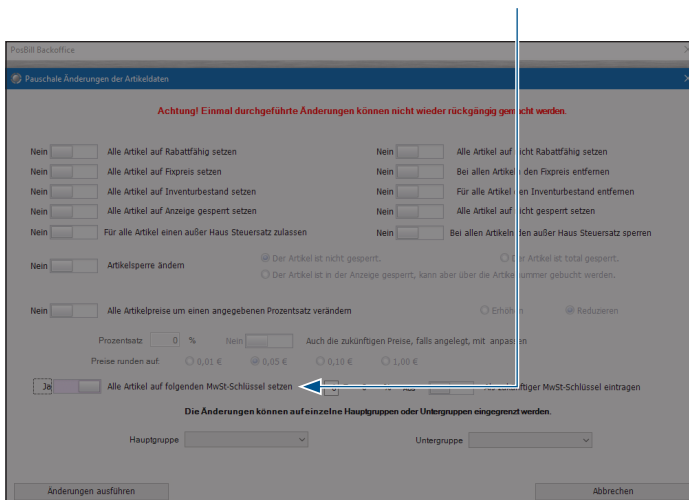 PosBill Backoffice
Pauschale Änderungen der Artikeldaten
Achtung! Einmal durchgeführte Änderungen können nicht wieder rückgängig gemacht werden.
Nein Alle Artikel auf Rabattfähig setzen Nein Alle Artikel auf nicht Rabattfähig setzen
Nein Alle Artikel auf Fixpreis setzen Nein Bei allen Artikeln den Fixpreis entfernen
Nein Alle Artikel auf Inventurbestand setzen Nein Für alle Artikel den Inventurbestand entfernen
Nein Alle Artikel auf Anzeige gesperrt setzen Nein Alle Artikel auf nicht gesperrt setzen
Nein Für alle Artikel einen außer Haus Steuersatz zulassen Nein Bei allen Artikeln den außer Haus Steuersatz sperren
Der Artikel ist nicht gesperrt. Der Artikel ist total gesperrt.
Nein Artikelsperre ändern
Der Artikel ist in der Anzeige gesperrt, kann aber über die Artikelnummer gebucht werden.
Nein Alle Artikelpreise um einen angegebenen Prozentsatz verändern Erhöhen Reduzieren
Prozentsatz 0 % Nein Auch die zukünftigen Preise, falls angelegt, mit anpassen
Preise runden auf: 0,01 € 0,05 € 0,10 € 1,00 €
Ja Alle Artikel auf folgenden MwSt-Schlüssel setzen 0 % Als zukünftiger MwSt-Schlüssel eintragen
Die Änderungen können auf einzelne Hauptgruppen oder Untergruppen eingegrenzt werden.
Hauptgruppe Untergruppe
Änderungen ausführen Abbrechen